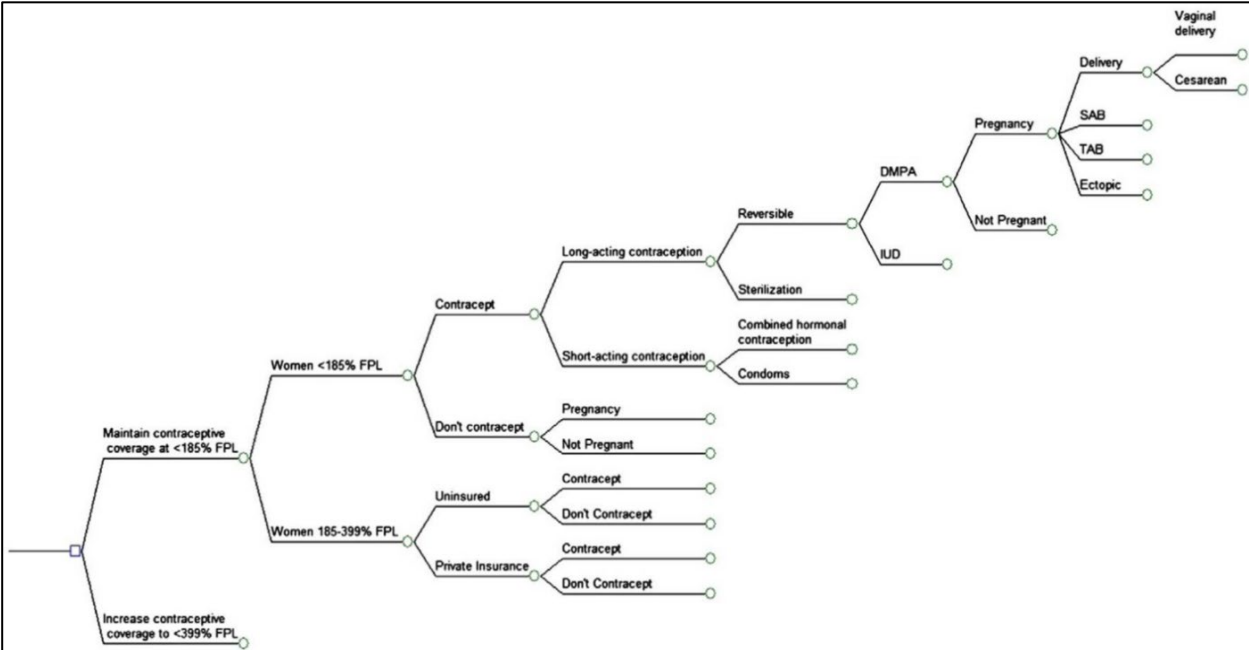 Vaginal
delivery
Delivery
Cesarean
SAB
Pregnancy
TAB
DMPA
Ectopic
Reversible
Not Pregnant
Long-acting contraception
IUD
Sterilization
Contracept
Combined hormonal
contraception
Short-acting contraception
Women <185% FPL
Condoms
Pregnancy
Don't contract
Maintain contraceptive
coverage at <185% FPL
Not Pregnant
Contracept
Uninsured
Don't Contracept
Women 185-399% FPL
Contracept
Private Insurance
Don't Contracept
Increase contraceptive
coverage to <399% FPL